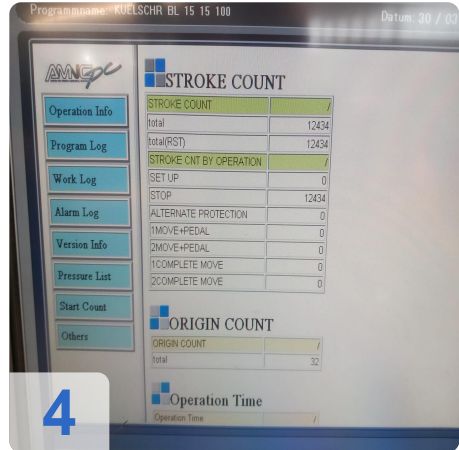 Programmname: KUELSCHR BL 15 15 100
Datum: 30 / 03
AMNC PC
Operation Info
Program Log
Work Log
Alarm Log
Version Info
Pressure List
Start Count
Others
STROKE COUNT
STROKE COUNT /
total 12434
total(RST) 12434
STROKE CNT BY OPERATION /
SET UP 0
STOP 12434
ALTERNATE PROTECTION 0
1MOVE+PEDAL 0
2MOVE+PEDAL 0
1COMPLETE MOVE 0
2COMPLETE MOVE 0
ORIGIN COUNT
ORIGIN COUNT /
total 32
Operation Time
Operation Time /
4